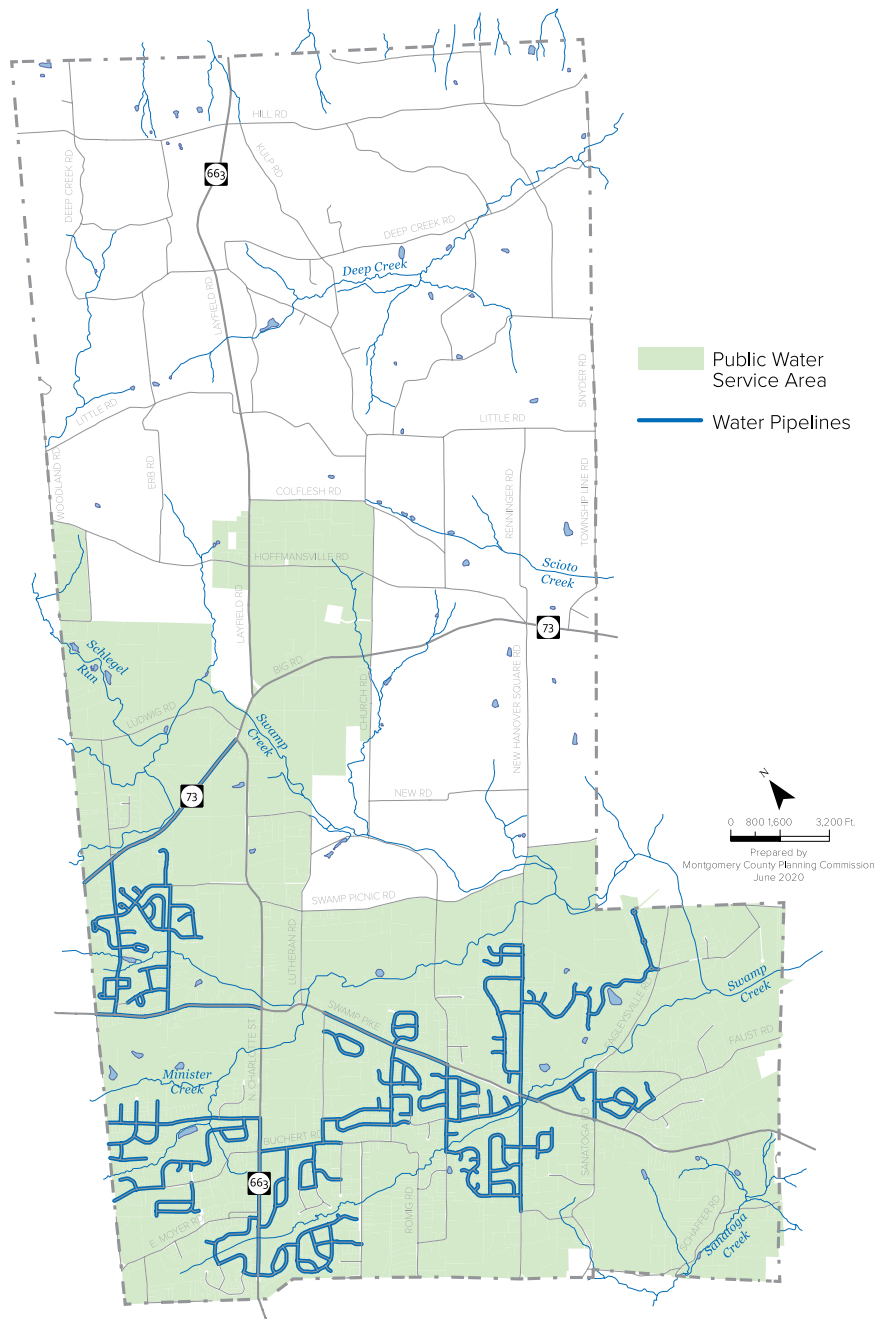 HILL RD
KULP RD
663
DEEP CREEK RD
DEEP CREEK RD
Deep Creek
LAYFIELD RD
Public Water
Service Area
SNYDER RD
Water Pipelines
LITTLE RD
LITTLE RD
WOODLAND RD
ERB RD
COLFLESH RD
RENNINGER RD
TOWNSHIP LINE RD
HOFFMANSVILLE RD
Scioto
Creek
LAYFIELD RD
73
Schlegel
Run
BIG RD
NEW HANOVER SQUARE RD
CHURCH RD
LUDWIG RD
Swamp
Creek
73
NEW RD
N
0 800 1,600 3,200 Ft.
Prepared by
Montgomery County Planning Commission
June 2020
SWAMP PICNIC RD
LUTHERAN RD
Swamp
Creek
SWAMP PIKE
FAUST RD
N. CHARLOTTE ST.
Minister
Creek
BUCHERT RD
SANATOGA RD
663
ROMIG RD
E. MOYER RD
Sanatoga
Creek